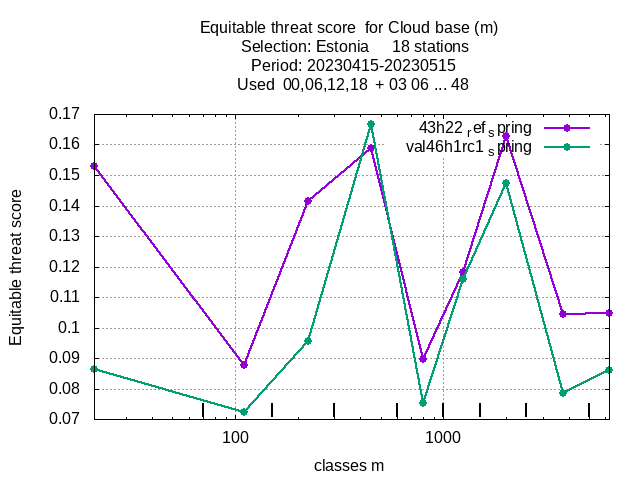 Equitable threat score for Cloud base (m)
Selection: Estonia 18 stations
Period: 20230415-20230515
Used 00,06,12,18 + 03 06 ... 48
0.17
0.16
0.15
0.14
0.13
0.12
0.11
0.1
0.09
0.08
0.07
Equitable threat score
43h22 ref spring
val46h1rc1 spring
100
1000
classes m